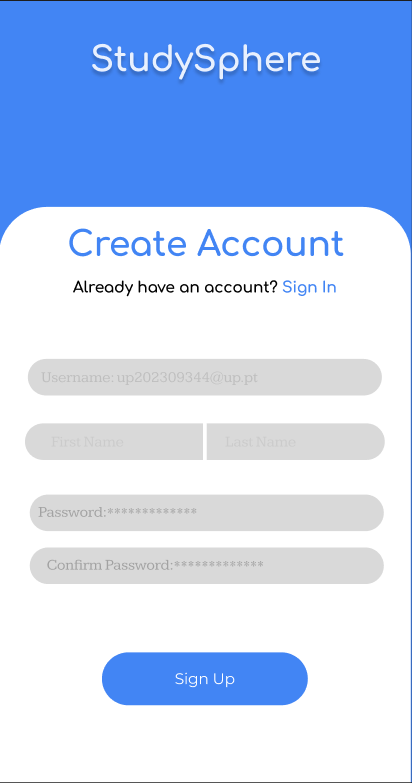 StudySphere
Create Account
Already have an account? Sign In
Username: up202309344@up.pt
First Name Last Name
Password:*************
Confirm Password:*************
Sign Up